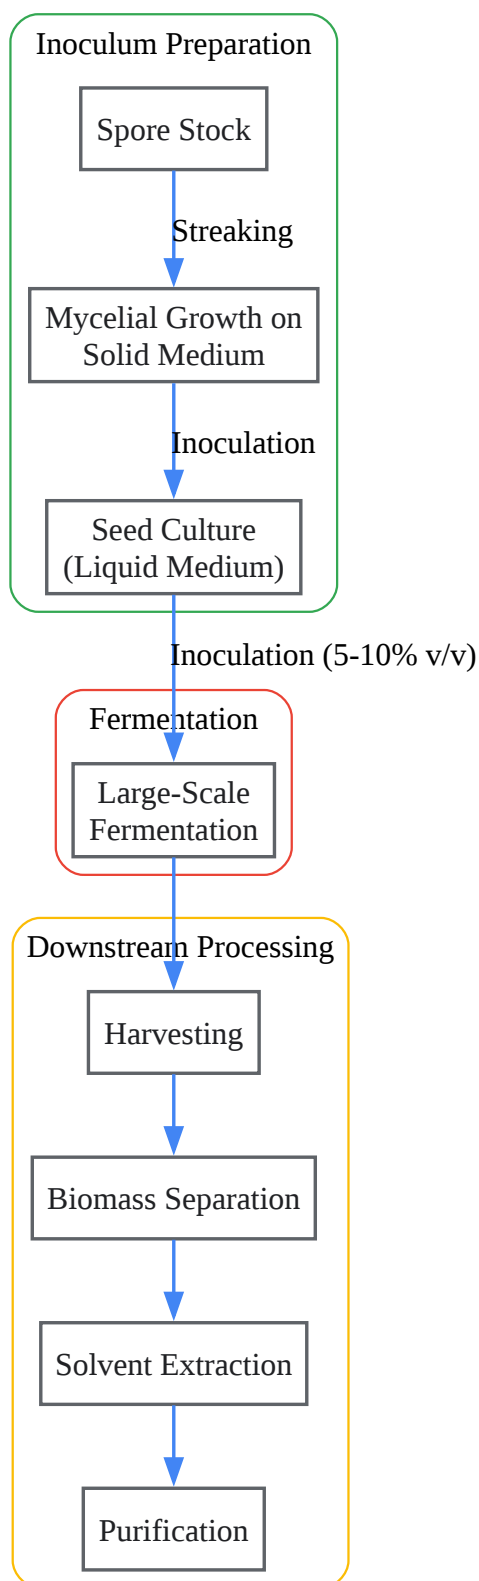 Inoculum Preparation
Spore Stock
Streaking
Mycelial Growth on
Solid Medium
Inoculation
Seed Culture
(Liquid Medium)
Inoculation (5-10% v/v)
Fermentation
Large-Scale
Fermentation
Downstream Processing
Harvesting
Biomass Separation
Solvent Extraction
Purification